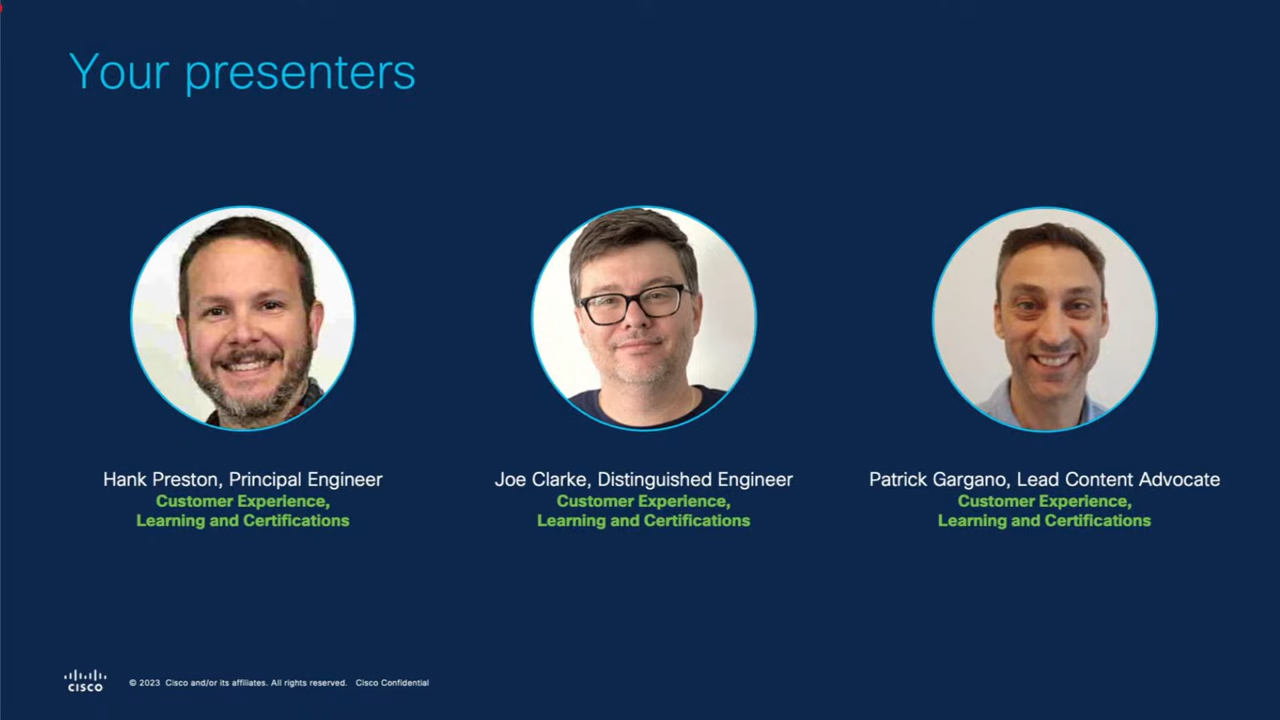 Your presenters
Hank Preston, Principal Engineer
Customer Experience,
Learning and Certifications
Joe Clarke, Distinguished Engineer
Customer Experience,
Learning and Certifications
Patrick Gargano, Lead Content Advocate
Customer Experience,
Learning and Certifications
CISCO
© 2023 Cisco and/or its affiliates. All rights reserved. Cisco Confidential